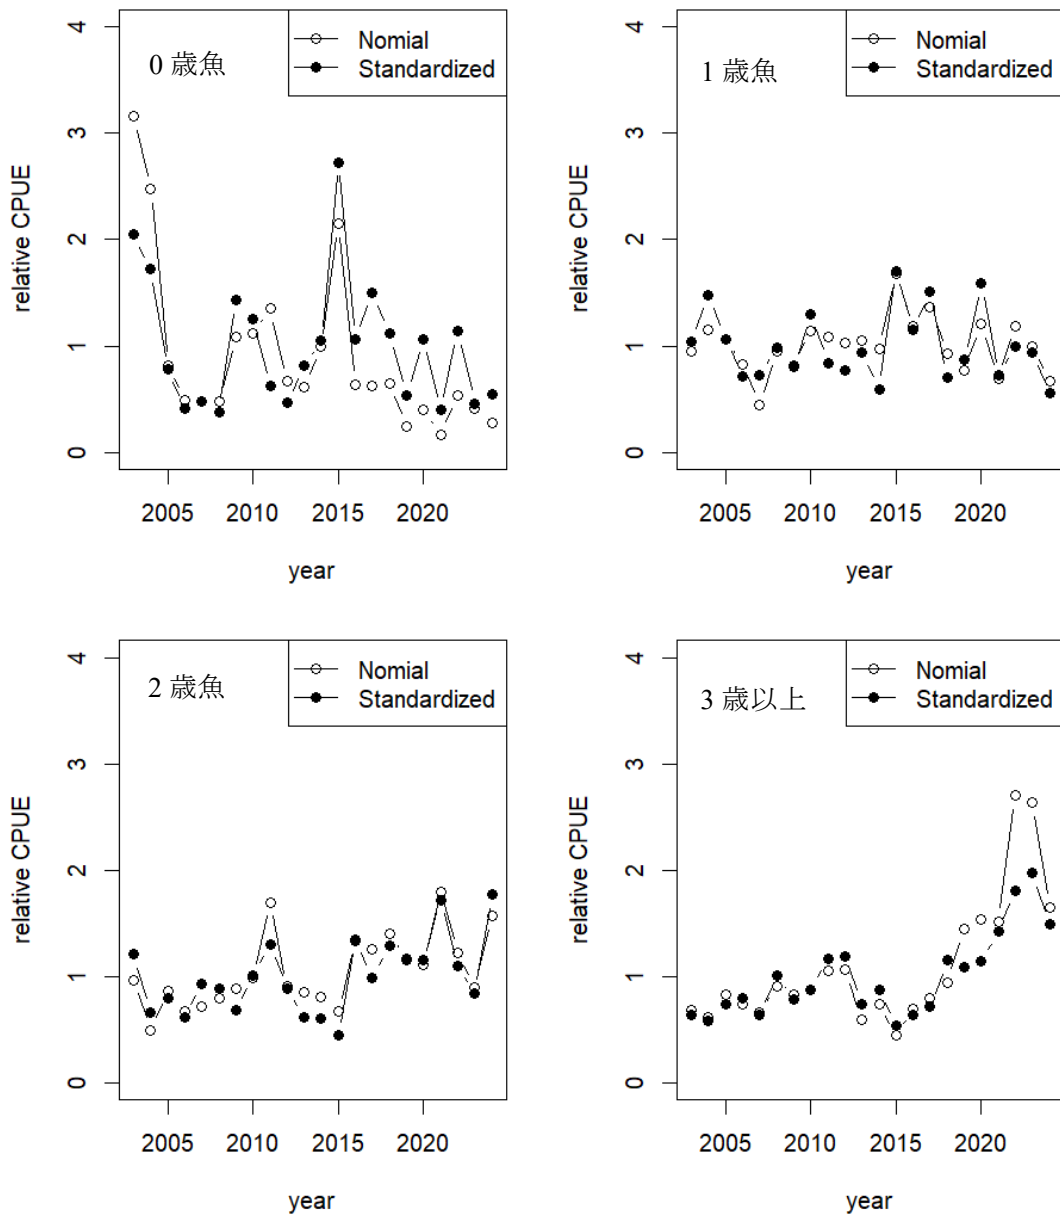 0 歳魚
Nomial
Standardized
relative CPUE
4
3
2
1
0
2005 2010 2015 2020
year
1 歳魚
Nomial
Standardized
relative CPUE
4
3
2
1
0
2005 2010 2015 2020
year
2 歳魚
Nomial
Standardized
relative CPUE
4
3
2
1
0
2005 2010 2015 2020
year
3 歳以上
Nomial
Standardized
relative CPUE
4
3
2
1
0
2005 2010 2015 2020
year